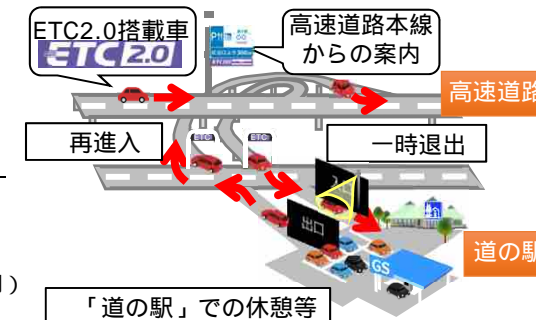 ETC2.0搭載車
ETC2.0
高速道路本線
からの案内
高速道路
再進入
ETC
ETC
一時退出
出口
道の駅
GS
「道の駅」での休憩等